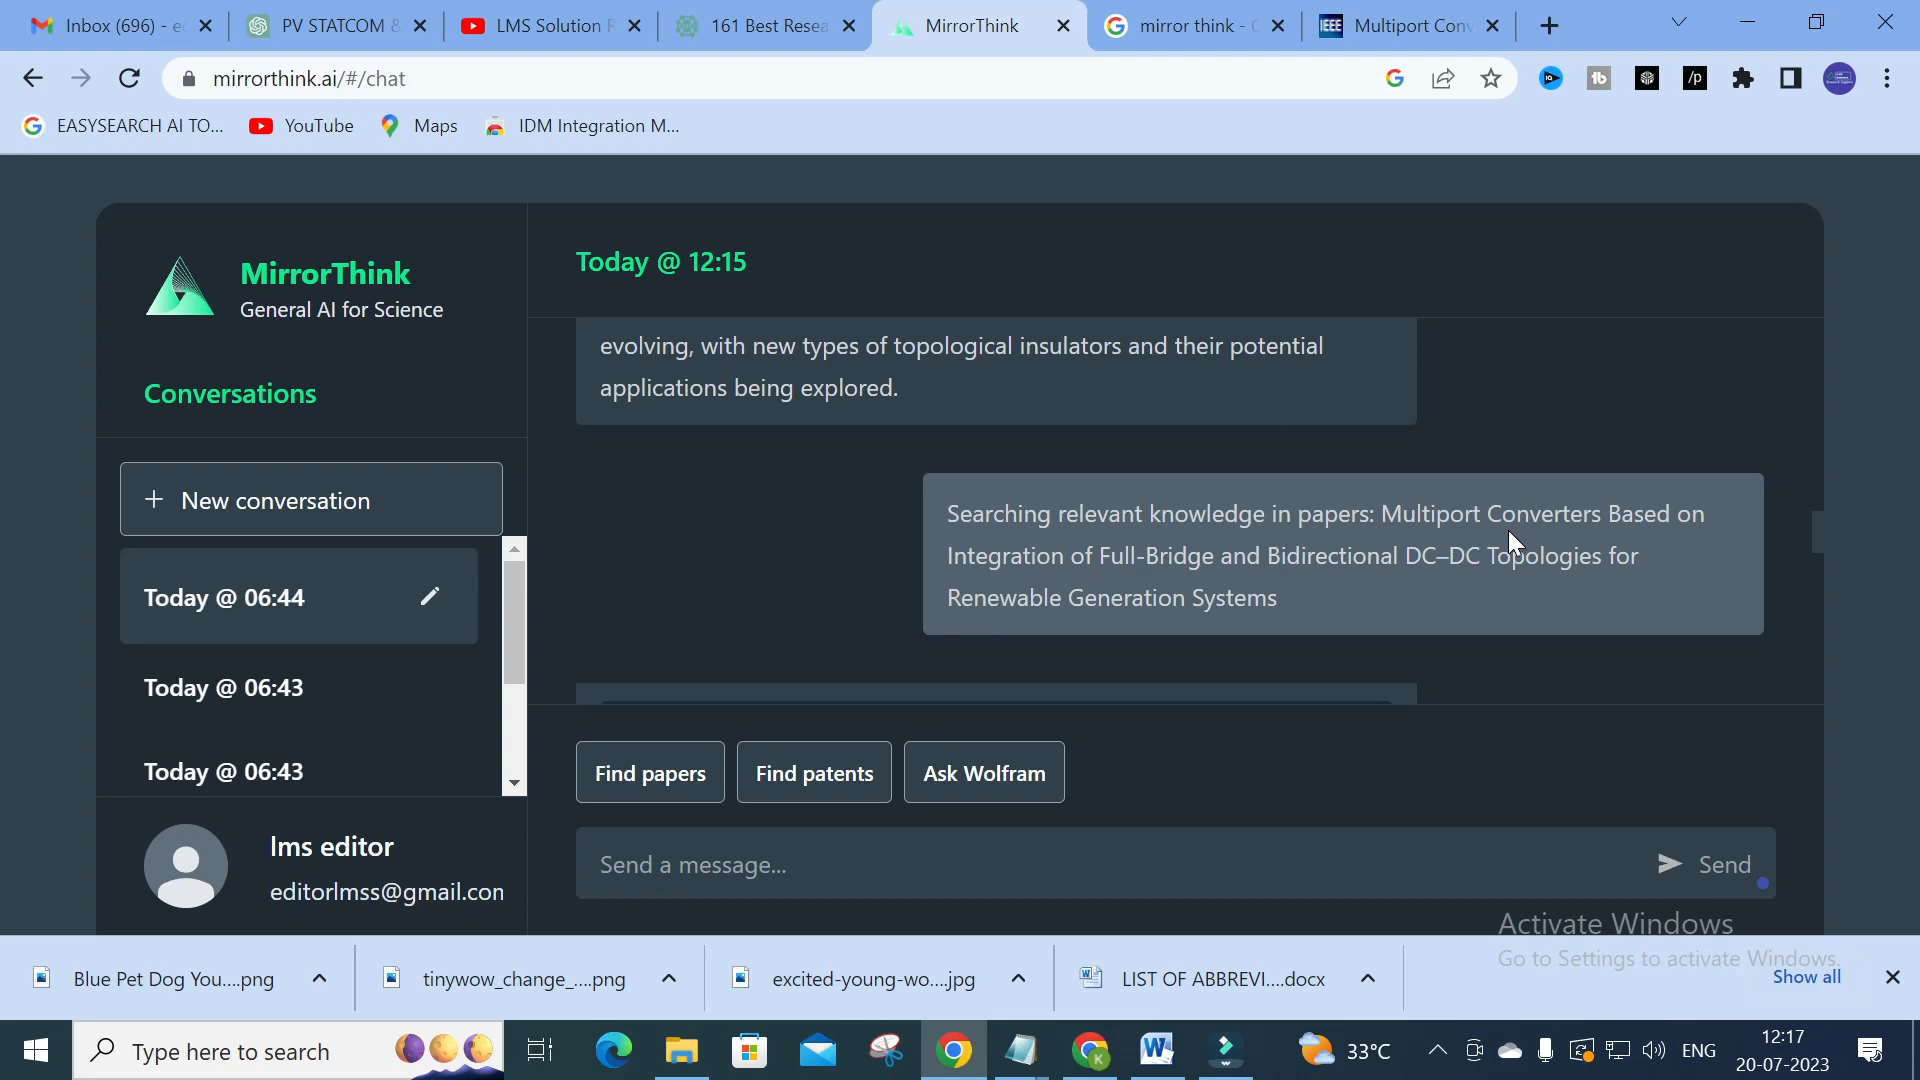 Inbox (696) - e
PV STATCOM &
LMS Solution R
161 Best Resea
MirrorThink
mirror think - G
IEEE
Multiport Conv
mirrorthink.ai/#/chat
EASYSEARCH AI TO...
YouTube
Maps
IDM Integration M...
MirrorThink
General AI for Science
Today @ 12:15
evolving, with new types of topological insulators and their potential
applications being explored.
Conversations
New conversation
Searching relevant knowledge in papers: Multiport Converters Based on
Integration of Full-Bridge and Bidirectional DC–DC Topologies for
Renewable Generation Systems
Today @ 06:44
Today @ 06:43
Today @ 06:43
Find papers
Find patents
Ask Wolfram
lms editor
editorlmss@gmail.con
Send a message...
Send
Activate Windows
Go to Settings to activate Windows.
Blue Pet Dog You....png
tinywow_change_....png
excited-young-wo....jpg
LIST OF ABBREVI....docx
Show all
Type here to search
33°C
ENG
12:17
20-07-2023